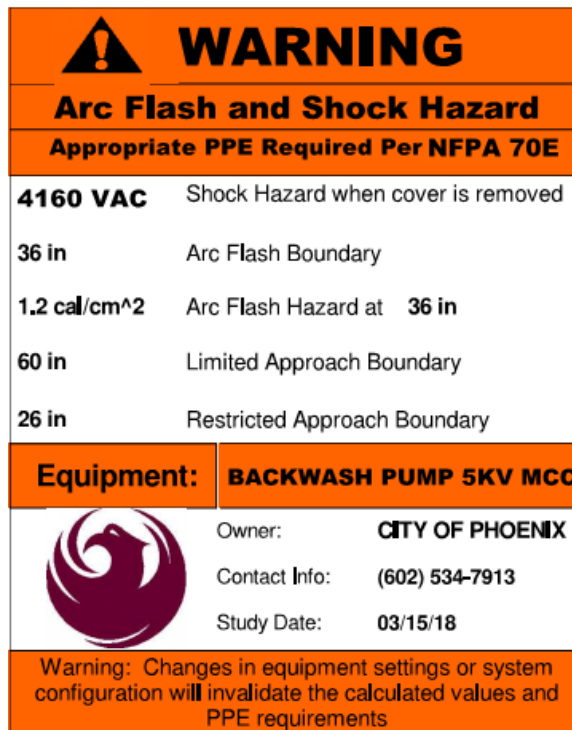 WARNING
Arc Flash and Shock Hazard
Appropriate PPE Required Per NFPA 70E
4160 VAC Shock Hazard when cover is removed
36 in Arc Flash Boundary
1.2 cal/cm^2 Arc Flash Hazard at 36 in
60 in Limited Approach Boundary
26 in Restricted Approach Boundary
Equipment: BACKWASH PUMP 5KV MCC
Owner: CITY OF PHOENIX
Contact Info: (602) 534-7913
Study Date: 03/15/18
Warning: Changes in equipment settings or system
configuration will invalidate the calculated values and
PPE requirements